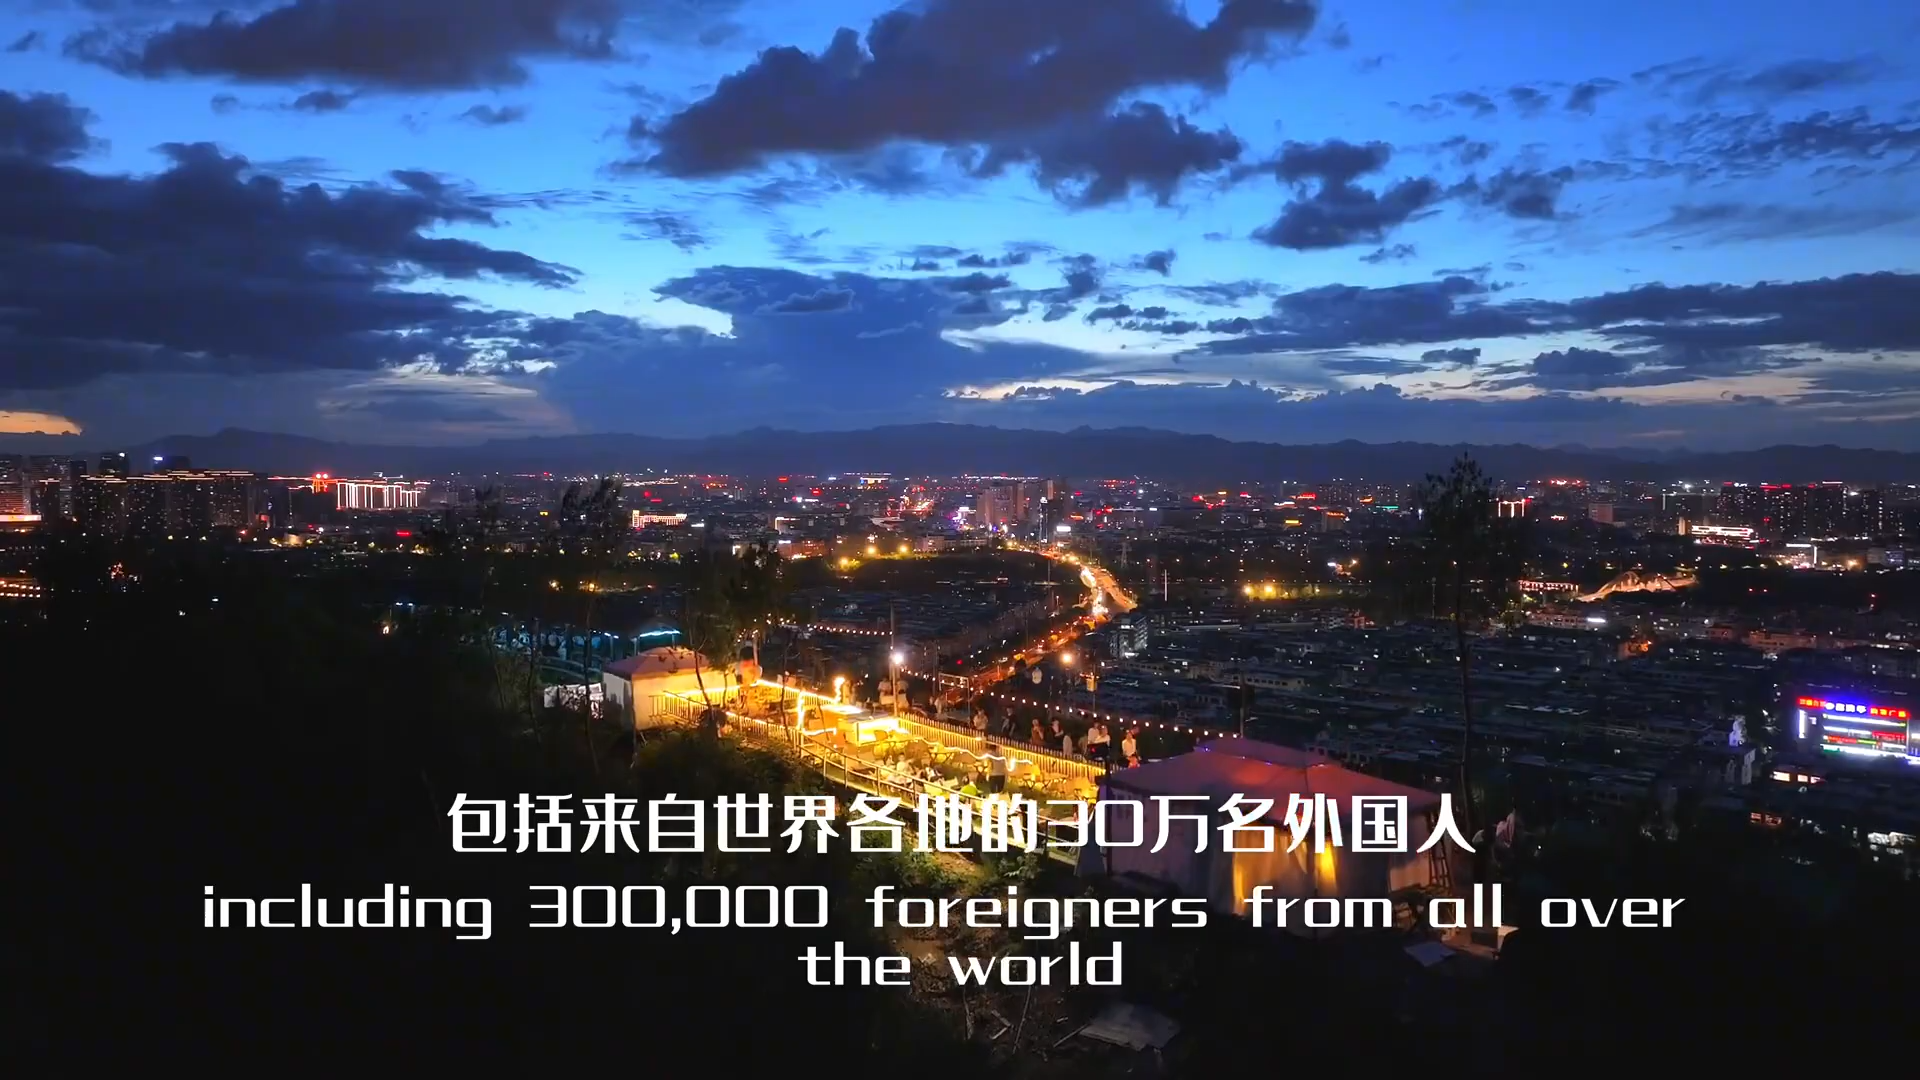 包括来自世界各地的30万名外国人
including 300,000 foreigners from all over
the world